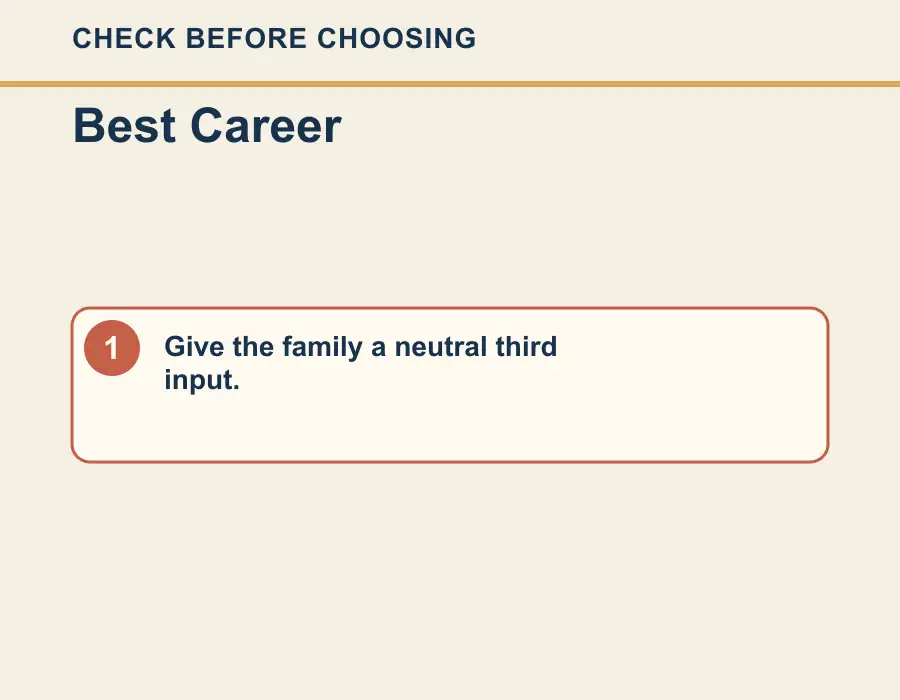 CHECK BEFORE CHOOSING
Best Career
1
Give the family a neutral third
input.